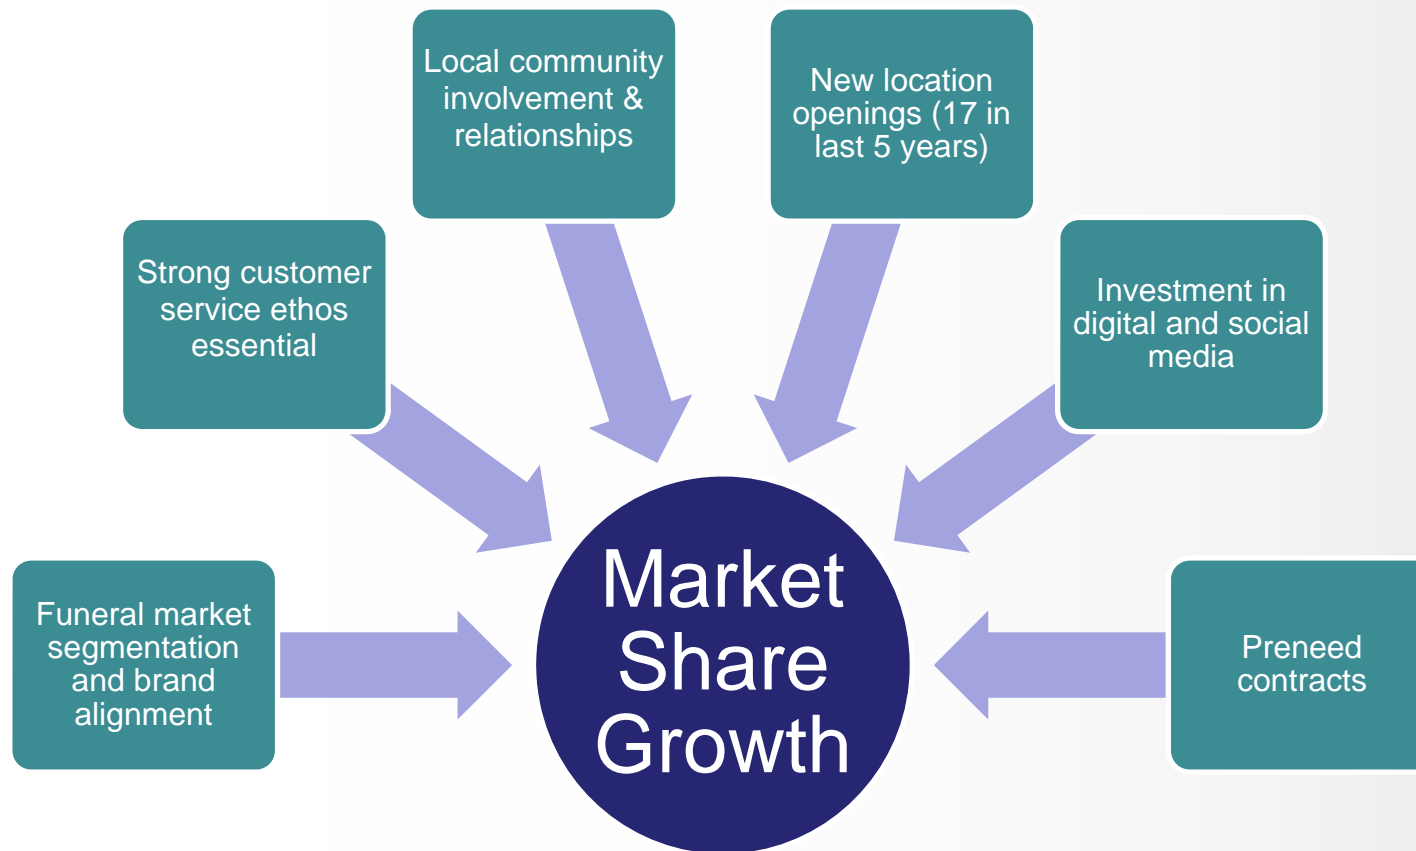 Local community
involvement &
relationships
New location
openings (17 in
last 5 years)
Strong customer
service ethos
essential
Investment in
digital and social
media
Funeral market
segmentation
and brand
alignment
Market
Share
Growth
Preneed
contracts